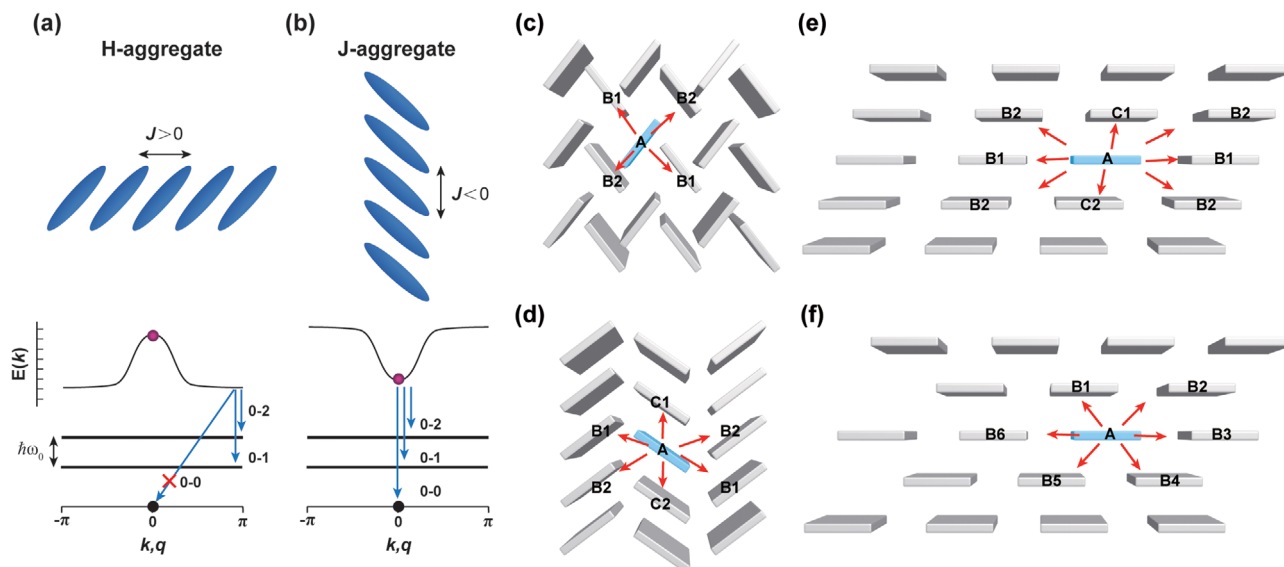 (a)
H-aggregate
J>0
E(k)
ħω0
0-2
0-1
0-0
-π
0
π
k,q
(b)
J-aggregate
J<0
0-2
0-1
0-0
-π
0
π
k,q
(c)
B1
B2
A
B2
B1
(d)
C1
B1
B2
A
B2
B1
C2
(e)
B2
C1
B2
B1
A
B1
B2
C2
B2
(f)
B1
B2
B6
A
B3
B5
B4